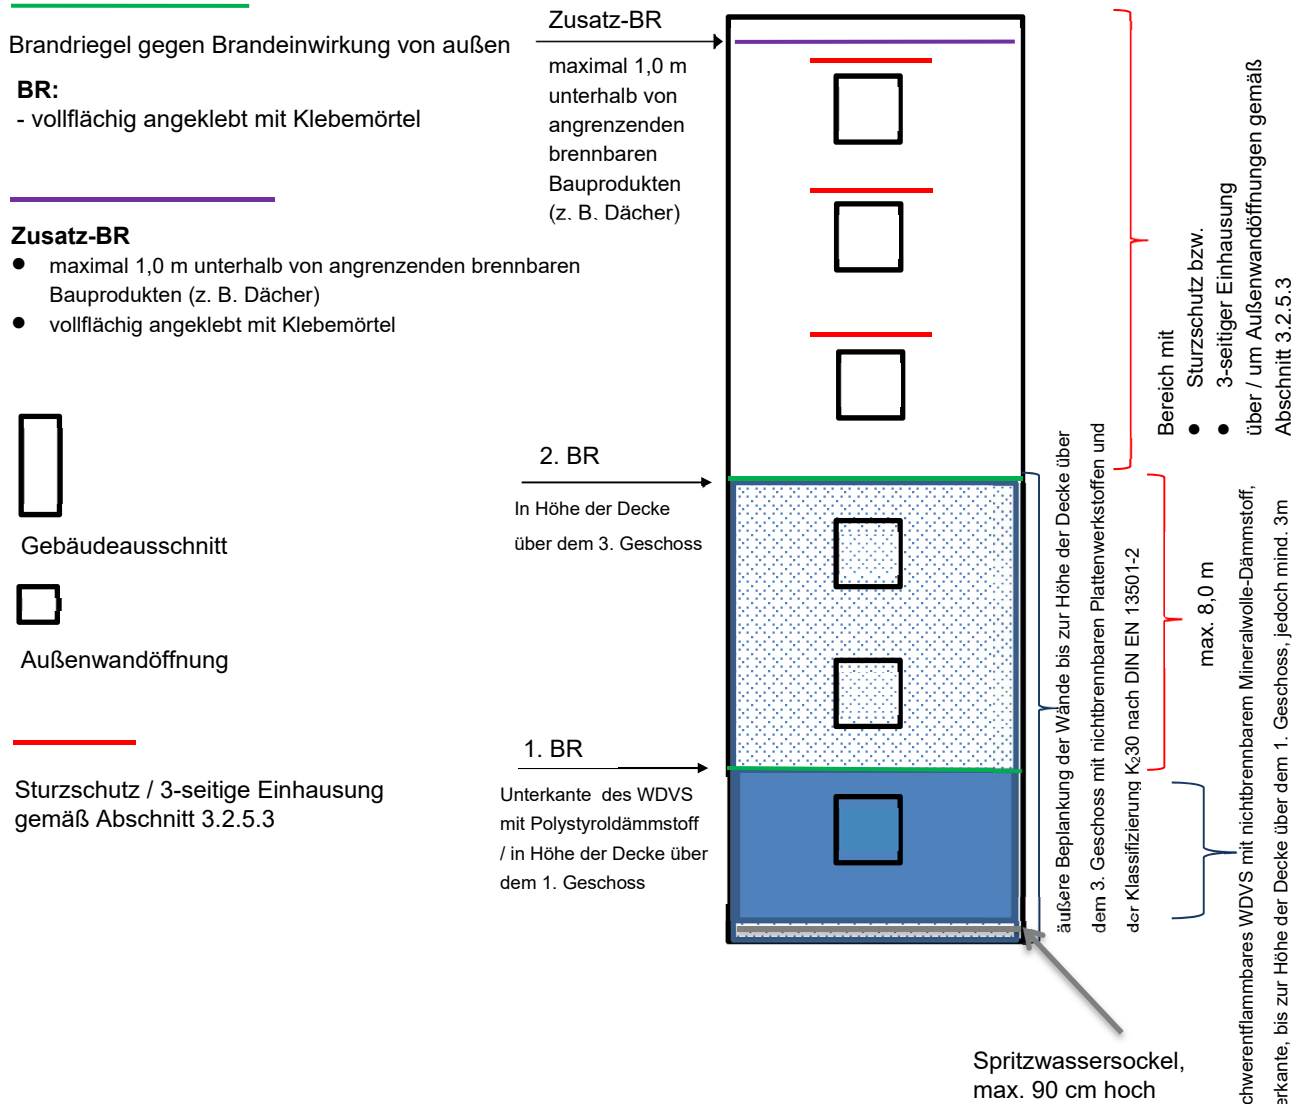 Brandriegel gegen Brandeinwirkung von außen
BR:
- vollflächig angeklebt mit Klebemörtel
Zusatz-BR
● maximal 1,0 m unterhalb von angrenzenden brennbaren
Bauprodukten (z. B. Dächer)
● vollflächig angeklebt mit Klebemörtel
Gebäudeausschnitt
Außenwandöffnung
Sturzschutz / 3-seitige Einhausung
gemäß Abschnitt 3.2.5.3
Zusatz-BR
maximal 1,0 m
unterhalb von
angrenzenden
brennbaren
Bauprodukten
(z. B. Dächer)
2. BR
In Höhe der Decke
über dem 3. Geschoss
1. BR
Unterkante des WDVS
mit Polystyroldämmstoff
/ in Höhe der Decke über
dem 1. Geschoss
Bereich mit
● Sturzschutz bzw.
● 3-seitiger Einhausung
über / um Außenwandöffnungen gemäß
Abschnitt 3.2.5.3
äußere Beplankung der Wände bis zur Höhe der Decke über
dem 3. Geschoss mit nichtbrennbaren Plattenwerkstoffen und
der Klassifizierung K₂30 nach DIN EN 13501-2
max. 8,0 m
chwerentflammbares WDVS mit nichtbrennbarem Mineralwolle-Dämmstoff,
erkante, bis zur Höhe der Decke über dem 1. Geschoss, jedoch mind. 3m
Spritzwassersockel,
max. 90 cm hoch